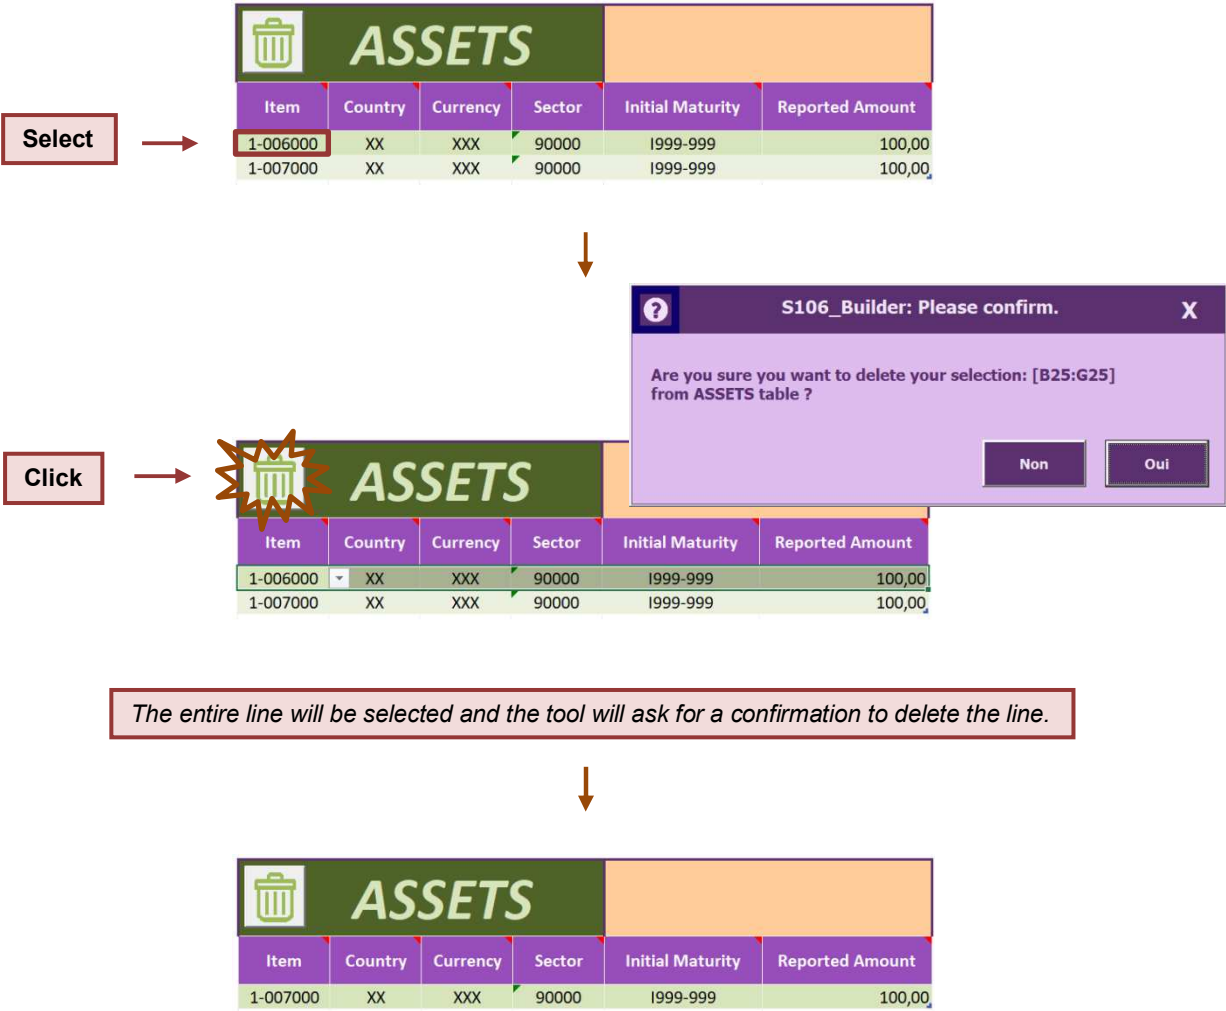 ASSETS
Item Country Currency Sector Initial Maturity Reported Amount
Select
1-006000 XX XXX 90000 I999-999 100,00
1-007000 XX XXX 90000 I999-999 100,00
S106_Builder: Please confirm. X
Are you sure you want to delete your selection: [B25:G25]
from ASSETS table ?
Non Oui
Click
ASSETS
Item Country Currency Sector Initial Maturity Reported Amount
1-006000 XX XXX 90000 I999-999 100,00
1-007000 XX XXX 90000 I999-999 100,00
The entire line will be selected and the tool will ask for a confirmation to delete the line.
ASSETS
Item Country Currency Sector Initial Maturity Reported Amount
1-007000 XX XXX 90000 I999-999 100,00